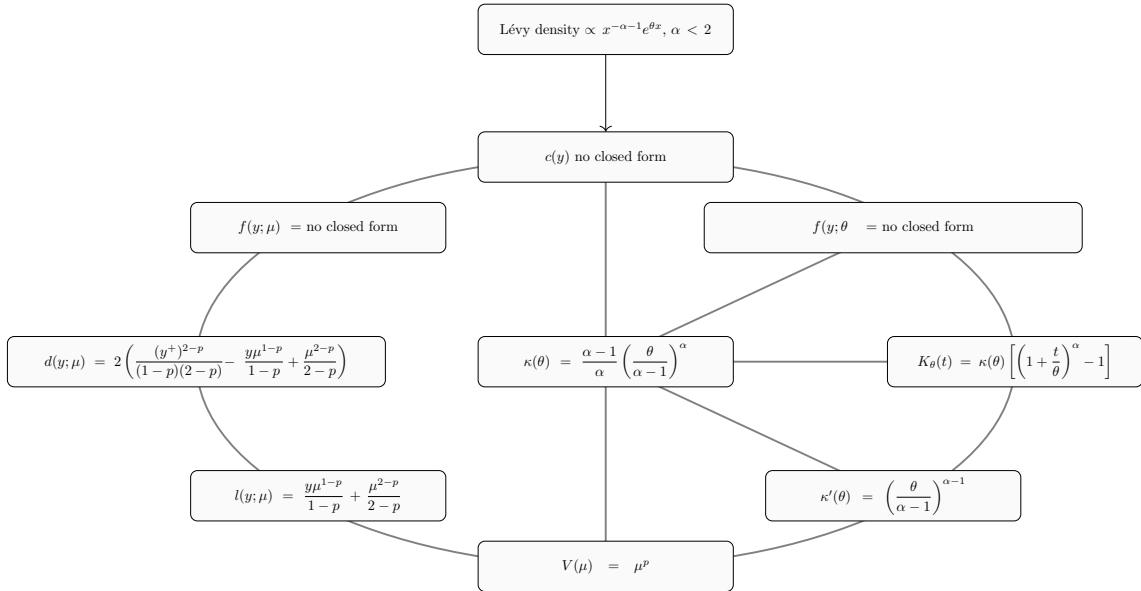 Lévy density ∝ x^{-α-1}e^{θx}, α < 2
c(y) no closed form
f(y; μ) = no closed form
f(y; θ = no closed form
d(y; μ) = 2 ( (y^+)^{2-p} / (1-p)(2-p) - yμ^{1-p} / 1-p + μ^{2-p} / 2-p )
κ(θ) = α-1 / α ( θ / α-1 )^α
K_θ(t) = κ(θ) [ ( 1 + t/θ )^α - 1 ]
l(y; μ) = yμ^{1-p} / 1-p + μ^{2-p} / 2-p
κ′(θ) = ( θ / α-1 )^{α-1}
V(μ) = μ^p